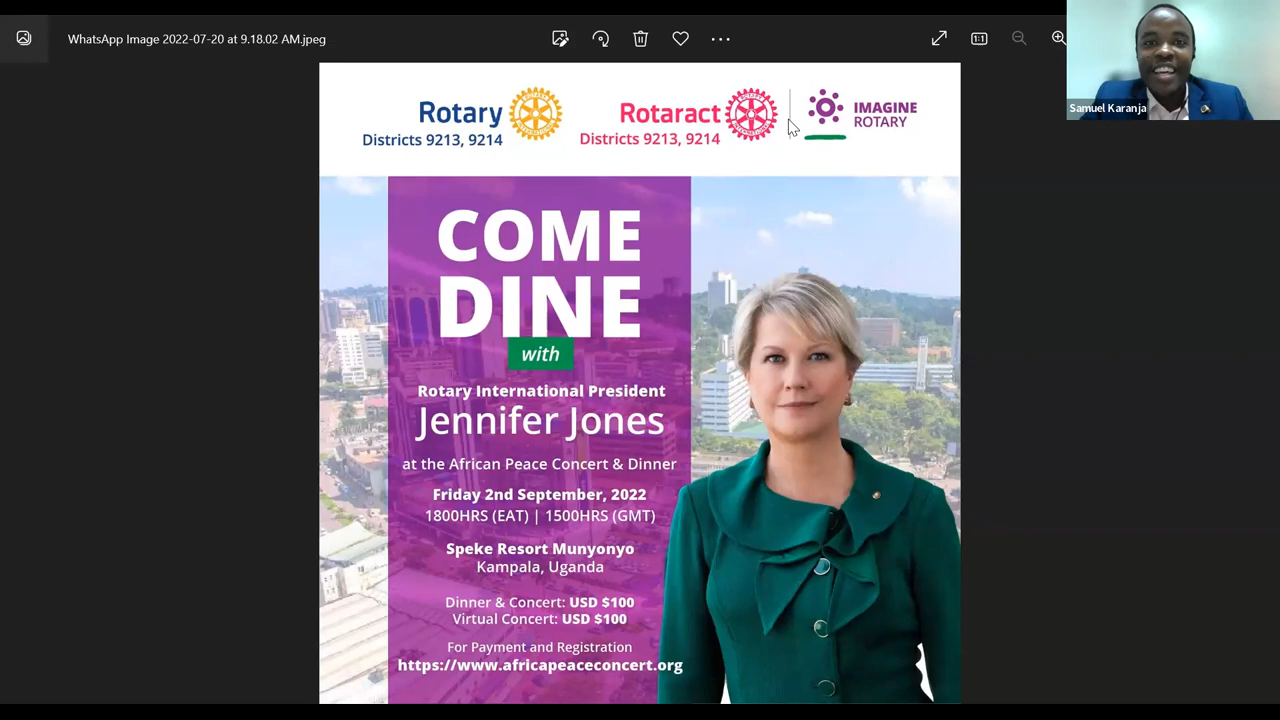 WhatsApp Image 2022-07-20 at 9.18.02 AM.jpeg
1:1
Samuel Karanja
Rotary
Districts 9213, 9214
Rotaract
Districts 9213, 9214
IMAGINE
ROTARY
COME
DINE
with
Rotary International President
Jennifer Jones
at the African Peace Concert & Dinner
Friday 2nd September, 2022
1800HRS (EAT) | 1500HRS (GMT)
Speke Resort Munyonyo
Kampala, Uganda
Dinner & Concert: USD $100
Virtual Concert: USD $100
For Payment and Registration
https://www.africapeaceconcert.org